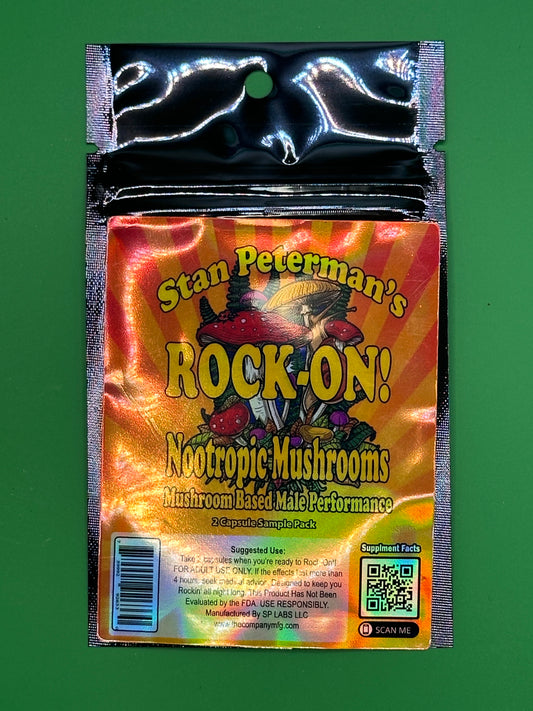 Stan Peterman's
ROCK-ON!
Nootropic Mushrooms
Mushroom Based Male Performance
2 Capsule Sample Pack
Suggested Use:
Take 2 capsules when you're ready to Rock-On!
FOR ADULT USE ONLY. If the effects last more than
4 hours, seek medical advice. Designed to keep you
Rockin' all night long. This Product Has Not Been
Evaluated by the FDA. USE RESPONSIBLY.
Manufactured By SP LABS LLC
www.thecompanymfg.com
Supplment Facts
SCAN ME